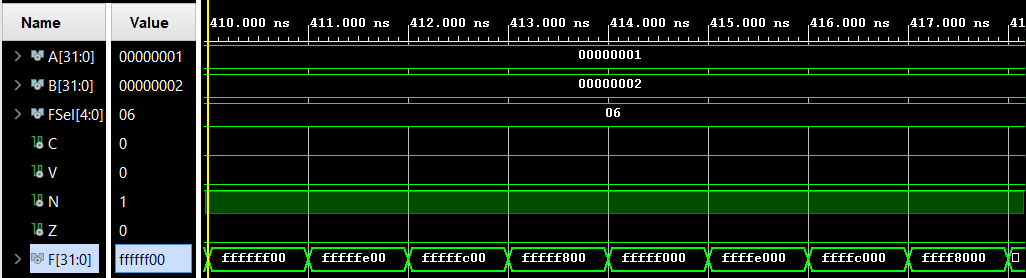 Name Value 410.000 ns 411.000 ns 412.000 ns 413.000 ns 414.000 ns 415.000 ns 416.000 ns 417.000 ns 41
A[31:0] 00000001 00000001
B[31:0] 00000002 00000002
FSel[4:0] 06 06
C 0
V 0
N 1
Z 0
F[31:0] ffffff00 ffffff00 fffffe00 fffffc00 fffff800 fffff000 ffffe000 ffffc000 ffff8000